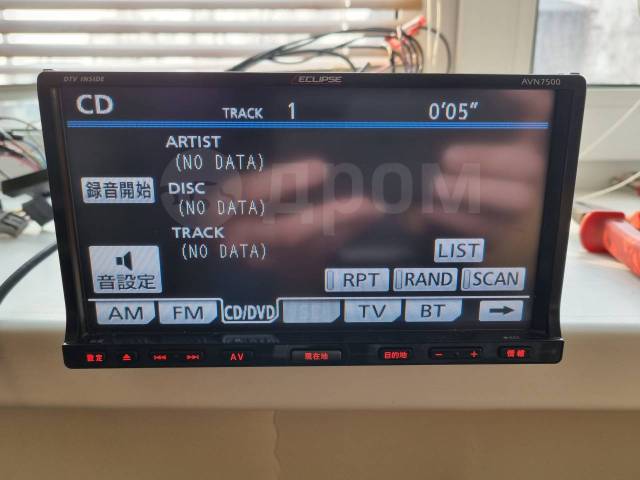 DTV INSIDE ECLIPSE AVN7500
CD TRACK 1 0'05"
ARTIST
(NO DATA)
録音開始 DISC
(NO DATA)
дром
TRACK
(NO DATA)
LIST
音設定 RPT RAND SCAN
AM FM CD/DVD TV BT
設定 AV 現在地 目的地 − + 情報